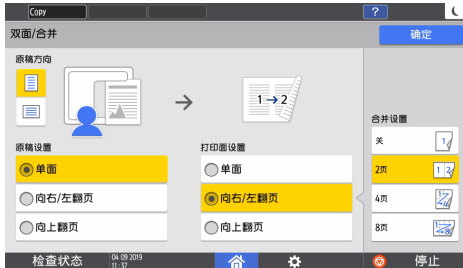 Copy
?
双面/合并
确定
原稿方向
1→2
合并设置
关
1
2页
1 2
4页
8页
原稿设置
单面
向右/左翻页
向上翻页
打印面设置
单面
向右/左翻页
向上翻页
检查状态
04 09 2019
11:37
停止